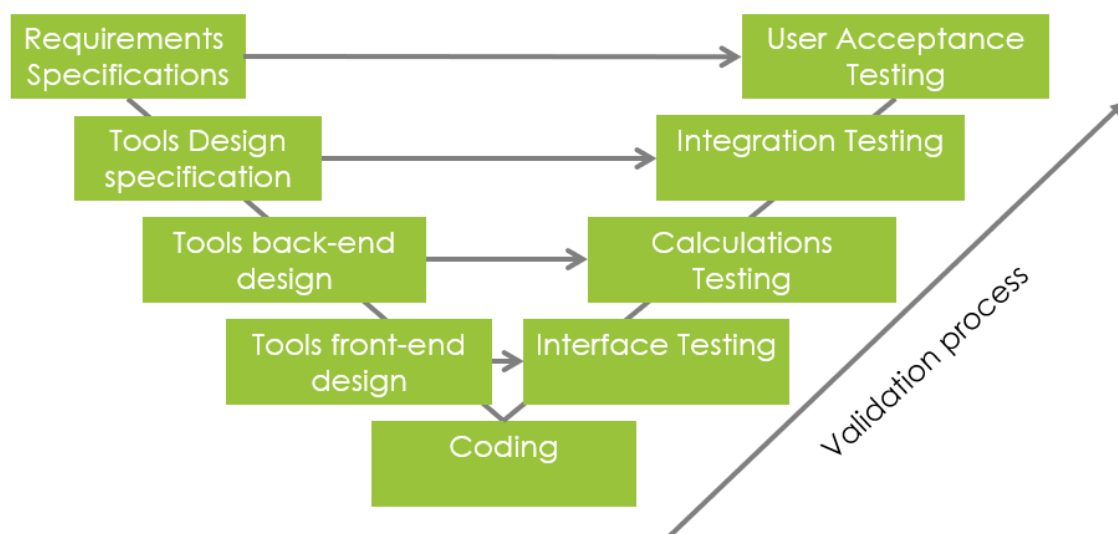 Requirements
Specifications
User Acceptance
Testing
Tools Design
specification
Integration Testing
Tools back-end
design
Calculations
Testing
Tools front-end
design
Interface Testing
Coding
Validation process